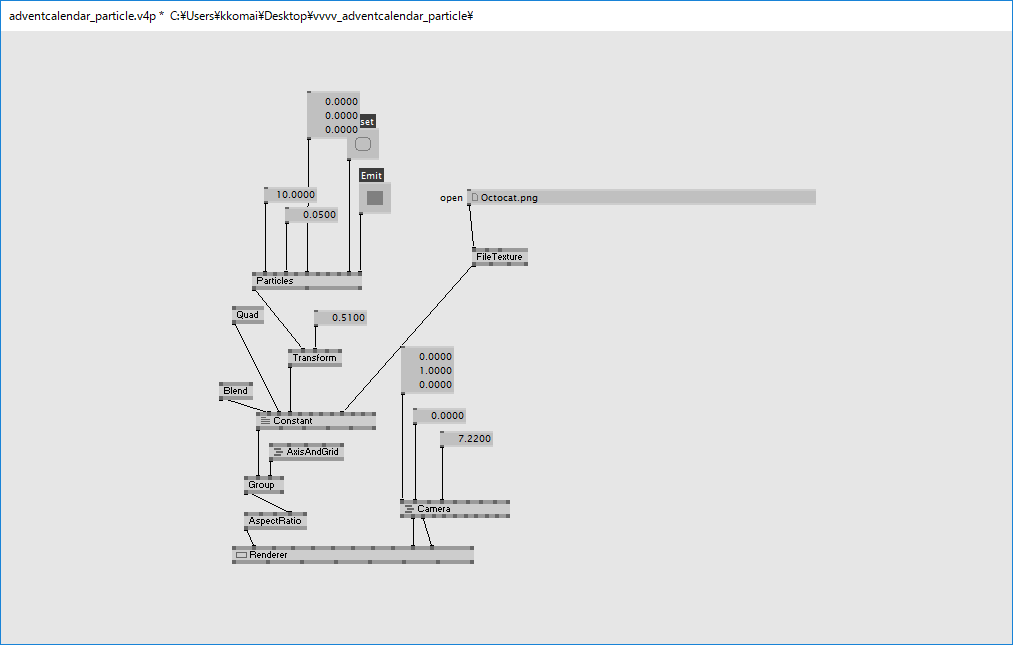 adventcalendar_particle.v4p * C:¥Users¥kkomai¥Desktop¥vvvv_adventcalendar_particle¥
0.0000
0.0000
0.0000
set
Emit
10.0000
0.0500
open
Octocat.png
FileTexture
Particles
Quad
0.5100
Transform
0.0000
1.0000
0.0000
Blend
0.0000
Constant
7.2200
AxisAndGrid
Group
Camera
AspectRatio
Renderer